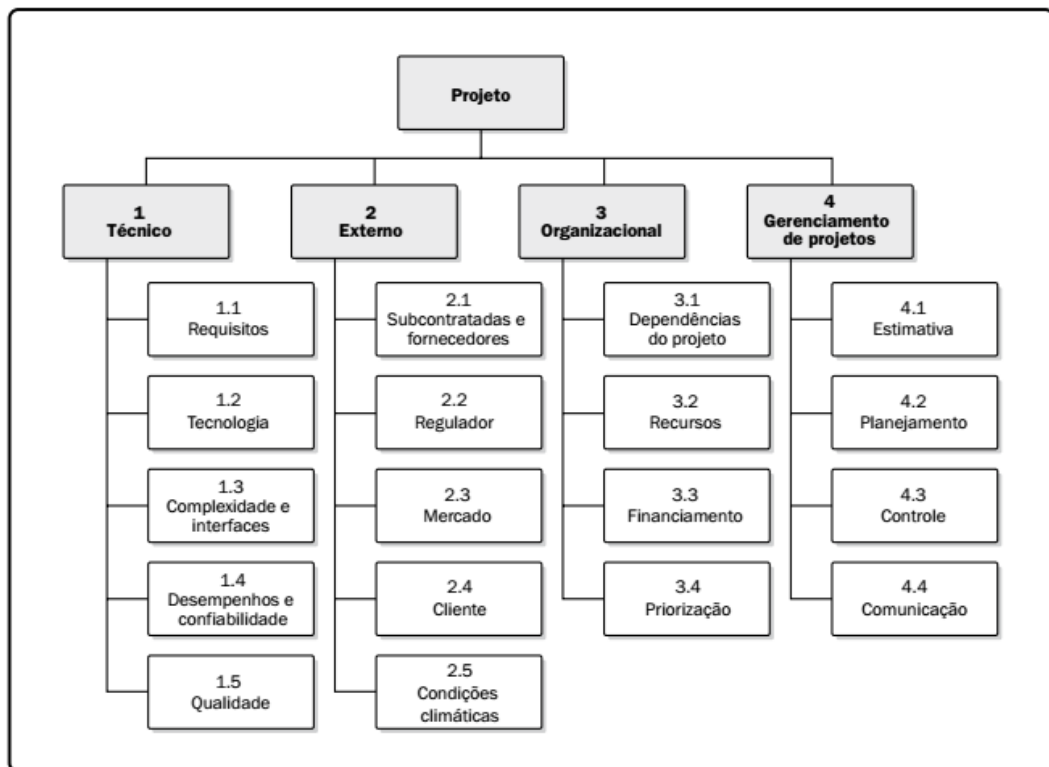 Projeto
1
Técnico
2
Externo
3
Organizacional
4
Gerenciamento
de projetos
1.1
Requisitos
1.2
Tecnologia
1.3
Complexidade e
interfaces
1.4
Desempenhos e
confiabilidade
1.5
Qualidade
2.1
Subcontratadas e
fornecedores
2.2
Regulador
2.3
Mercado
2.4
Cliente
2.5
Condições
climáticas
3.1
Dependências
do projeto
3.2
Recursos
3.3
Financiamento
3.4
Priorização
4.1
Estimativa
4.2
Planejamento
4.3
Controle
4.4
Comunicação